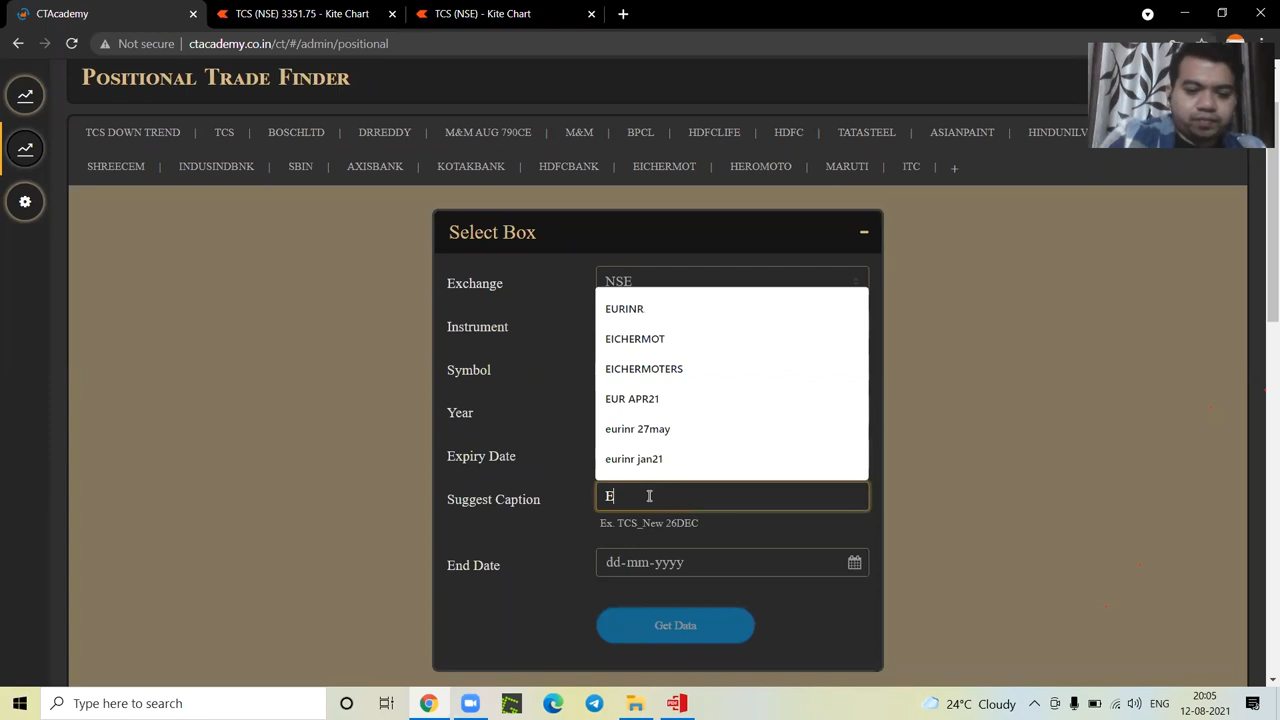 CTAcademy
TCS (NSE) 3351.75 - Kite Chart
TCS (NSE) - Kite Chart
Not secure
ctacademy.co.in/ct/#/admin/positional
POSITIONAL TRADE FINDER
TCS DOWN TREND | TCS | BOSCHLTD | DRREDDY | M&M AUG 790CE | M&M | BPCL | HDFCLIFE | HDFC | TATASTEEL | ASIANPAINT | HINDUNILV
SHREECEM | INDUSINDBNK | SBIN | AXISBANK | KOTAKBANK | HDFCBANK | EICHERMOT | HEROMOTO | MARUTI | ITC | +
Select Box
Exchange
NSE
Instrument
Symbol
Year
Expiry Date
EURINR
EICHERMOT
EICHERMOTERS
EUR APR21
eurinr 27may
eurinr jan21
Suggest Caption
E
Ex. TCS_New 26DEC
End Date
dd-mm-yyyy
Get Data
Type here to search
24°C Cloudy
ENG
20:05
12-08-2021